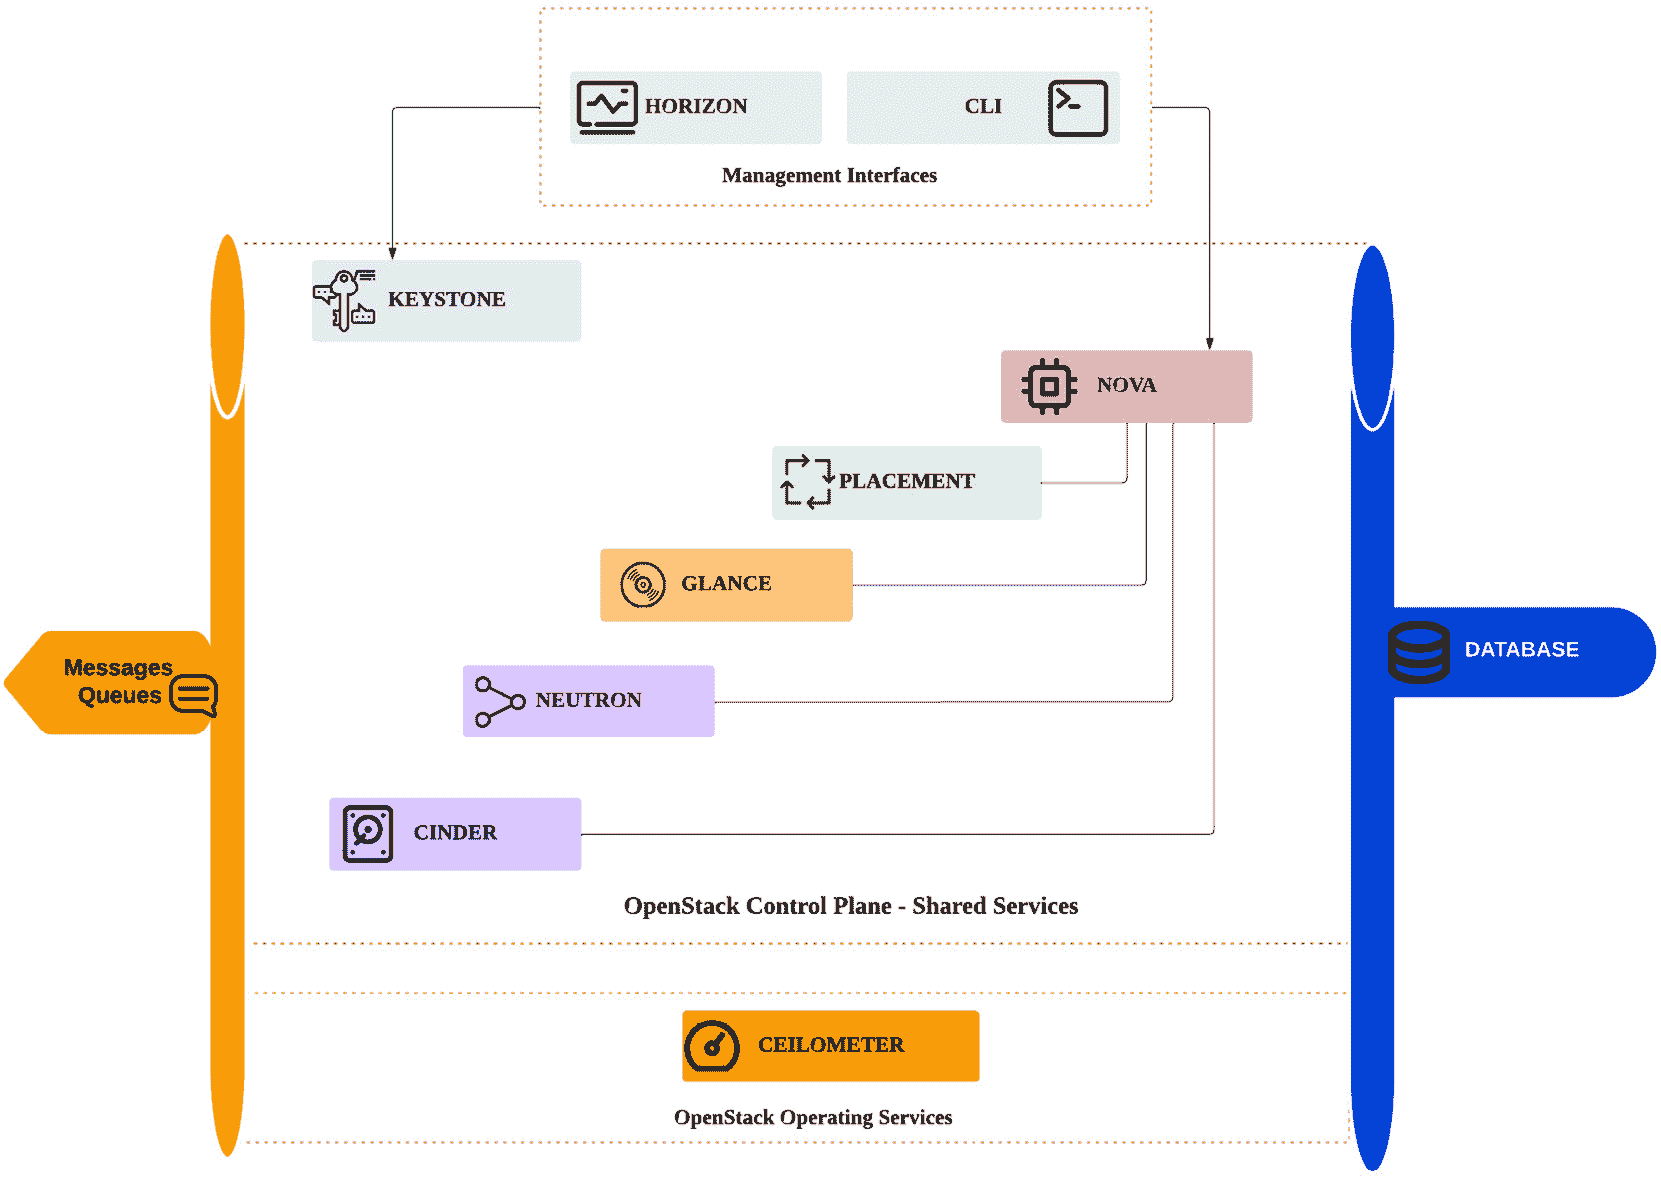 HORIZON
CLI
Management Interfaces
KEYSTONE
NOVA
PLACEMENT
GLANCE
Messages
Queues
DATABASE
NEUTRON
CINDER
OpenStack Control Plane - Shared Services
CEILOMETER
OpenStack Operating Services